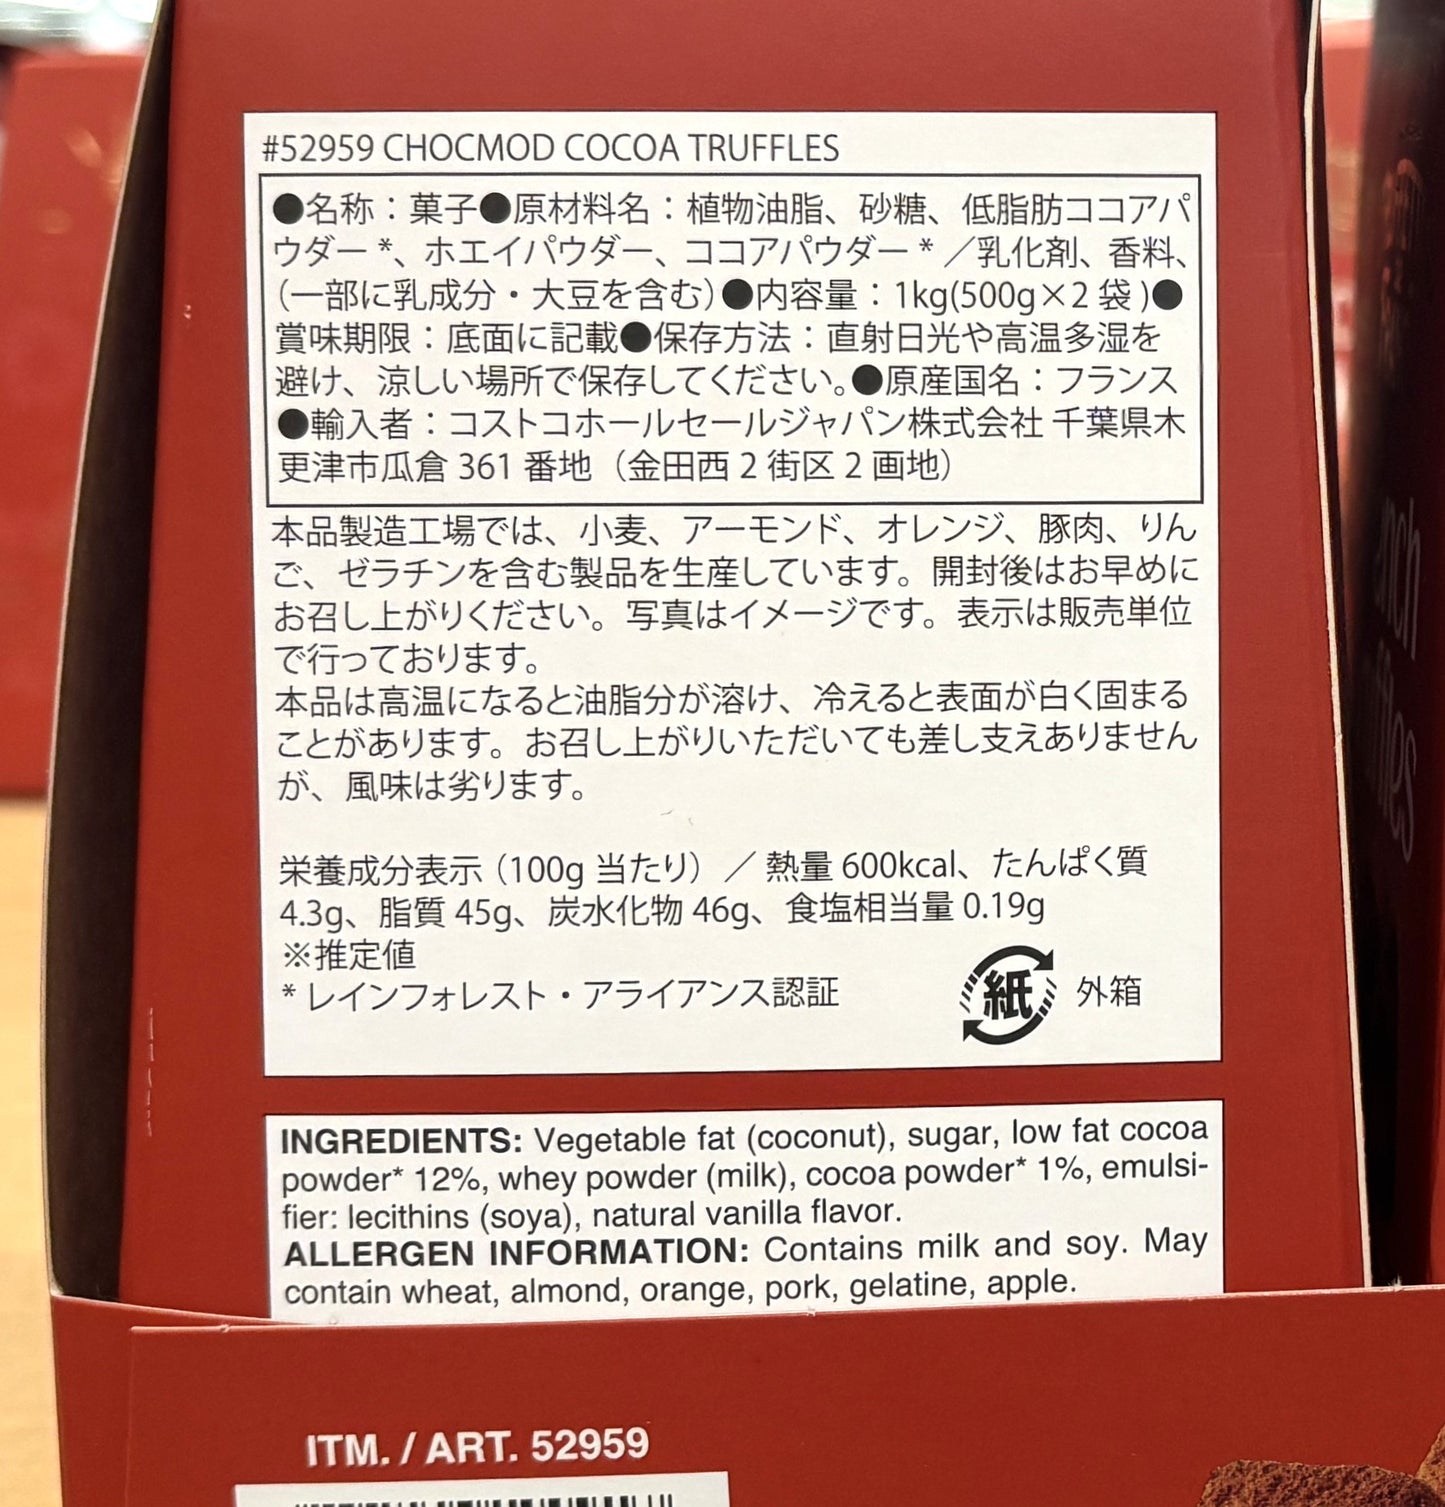 #52959 CHOCMOD COCOA TRUFFLES
●名称：菓子●原材料名：植物油脂、砂糖、低脂肪ココアパ
ウダー *、ホエイパウダー、ココアパウダー * ／乳化剤、香料、
（一部に乳成分・大豆を含む）●内容量：1kg(500g×2 袋 )●
賞味期限：底面に記載●保存方法：直射日光や高温多湿を
避け、涼しい場所で保存してください。●原産国名：フランス
●輸入者：コストコホールセールジャパン株式会社 千葉県木
更津市瓜倉 361 番地（金田西 2 街区 2 画地）
本品製造工場では、小麦、アーモンド、オレンジ、豚肉、りん
ご、ゼラチンを含む製品を生産しています。開封後はお早めに
お召し上がりください。写真はイメージです。表示は販売単位
で行っております。
本品は高温になると油脂分が溶け、冷えると表面が白く固まる
ことがあります。お召し上がりいただいても差し支えありません
が、風味は劣ります。
栄養成分表示（100g 当たり）／熱量 600kcal、たんぱく質
4.3g、脂質 45g、炭水化物 46g、食塩相当量 0.19g
※推定値
* レインフォレスト・アライアンス認証
紙 外箱
INGREDIENTS: Vegetable fat (coconut), sugar, low fat cocoa
powder* 12%, whey powder (milk), cocoa powder* 1%, emulsi-
fier: lecithins (soya), natural vanilla flavor.
ALLERGEN INFORMATION: Contains milk and soy. May
contain wheat, almond, orange, pork, gelatine, apple.
ITM. / ART. 52959